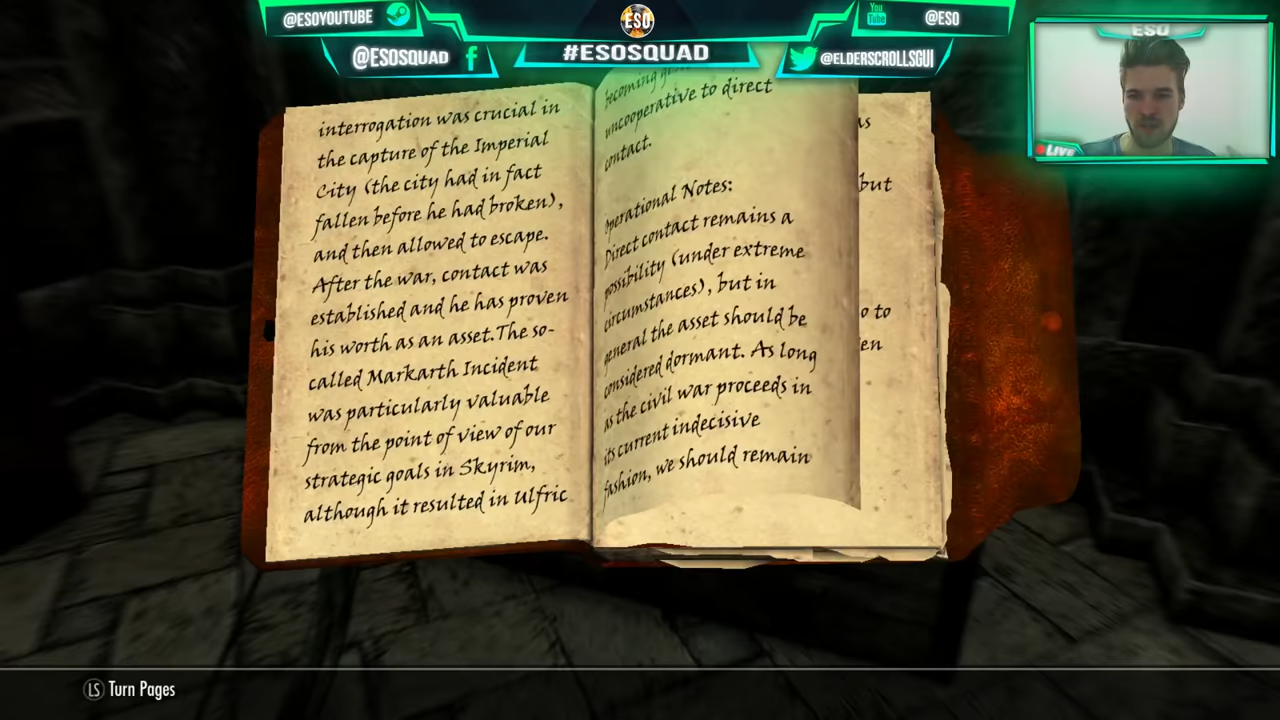 @ESOYOUTUBE
ESO
You
Tube
@ESO
@ESOSQUAD
#ESOSQUAD
@ELDERSCROLLSGUI
ESO
LIVE
interrogation was crucial in
the capture of the Imperial
City (the city had in fact
fallen before he had broken),
and then allowed to escape.
After the war, contact was
established and he has proven
his worth as an asset.The so-
called Markarth Incident
was particularly valuable
from the point of view of our
strategic goals in Skyrim,
although it resulted in Ulfric
becoming
uncooperative to direct
contact.
Operational Notes:
Direct contact remains a
possibility (under extreme
circumstances), but in
general the asset should be
considered dormant. As long
as the civil war proceeds in
its current indecisive
fashion, we should remain
but
to
LS Turn Pages